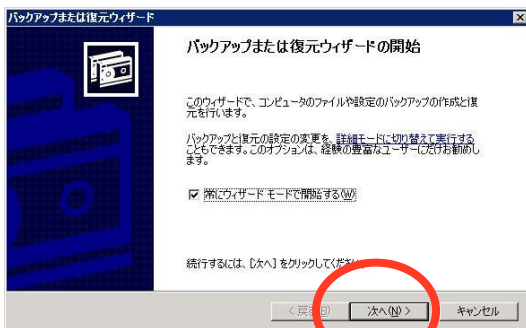 バックアップまたは復元ウィザード
バックアップまたは復元ウィザードの開始
このウィザードで、コンピュータのファイルや設定のバックアップの作成と復
元を行います。
バックアップと復元の設定の変更を、詳細モードに切り替えて実行する
こともできます。このオプションは、経験の豊富なユーザーにだけお勧めし
ます。
常にウィザード モードで開始する(W)
続行するには、[次へ] をクリックしてください。
< 戻る(B)
次へ(N) >
キャンセル